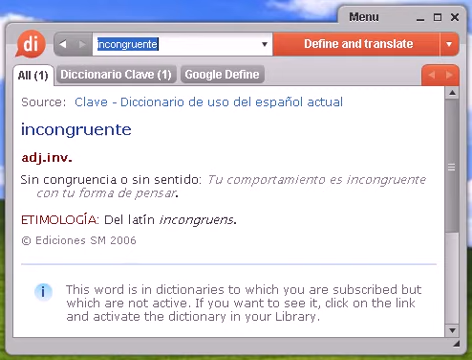 Menu
di
incongruente
Define and translate
All (1)
Diccionario Clave (1)
Google Define
Source: Clave - Diccionario de uso del español actual
incongruente
adj.inv.
Sin congruencia o sin sentido: Tu comportamiento es incongruente
con tu forma de pensar.
ETIMOLOGÍA: Del latín incongruens.
© Ediciones SM 2006
i
This word is in dictionaries to which you are subscribed but
which are not active. If you want to see it, click on the link
and activate the dictionary in your Library.